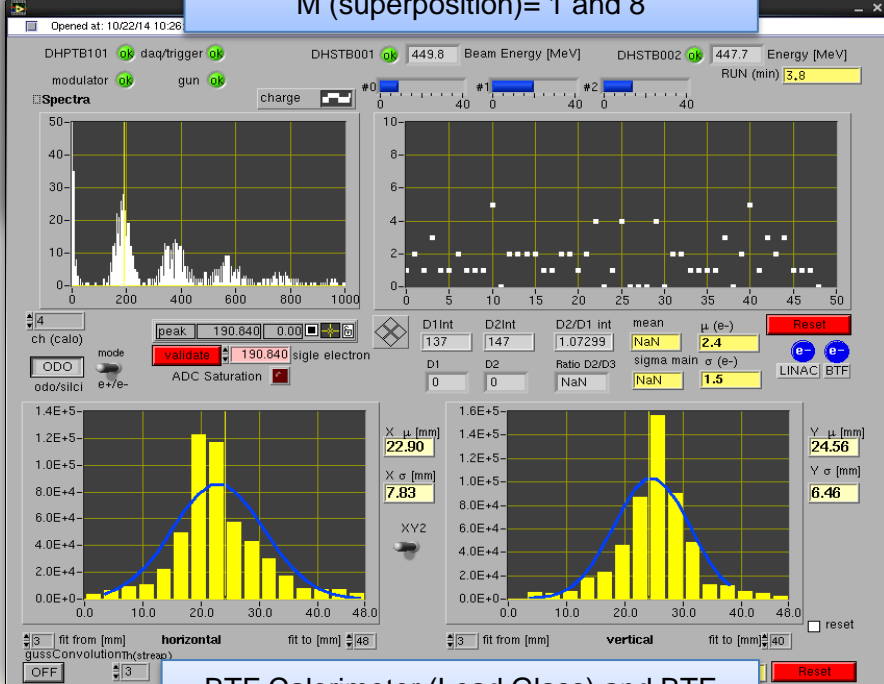 M (superposition)= 1 and 8
Opened at: 10/22/14 10:26:
DHPTB101 ok daq/trigger ok DHSTB001 ok 449.8 Beam Energy [MeV] DHSTB002 ok 447.7 Energy [MeV]
modulator ok gun ok RUN (min) 3.8
Spectra charge #0 0 40 #1 0 40 #2 0 40
50 40 30 20 10 0
0 200 400 600 800 1000
10 8 6 4 2 0
0 5 10 15 20 25 30 35 40 45 50
4
ch (calo)
ODO
odo/silci
mode
e+/e-
peak 190.840 0.00
validate 190.840 sigle electron
ADC Saturation
D1Int D2Int D2/D1 int mean μ (e-) Reset
137 147 1.07299 NaN 2.4
D1 D2 Ratio D2/D3 sigma main σ (e-)
0 0 NaN NaN 1.5
e- e-
LINAC BTF
1.4E+5 1.2E+5 1.0E+5 8.0E+4 6.0E+4 4.0E+4 2.0E+4 0.0E+0
0.0 10.0 20.0 30.0 40.0 48.0
X μ [mm]
22.90
X σ [mm]
7.83
XY2
1.6E+5 1.4E+5 1.2E+5 1.0E+5 8.0E+4 6.0E+4 4.0E+4 2.0E+4 0.0E+0
0.0 10.0 20.0 30.0 40.0 48.0
Y μ [mm]
24.56
Y σ [mm]
6.46
reset
3 fit from [mm] horizontal fit to [mm] 48
3 fit from [mm] vertical fit to [mm] 40
gussConvolution Th(streap)
OFF 3 Reset
BTF Calorimeter (Lead Glass) and BTF